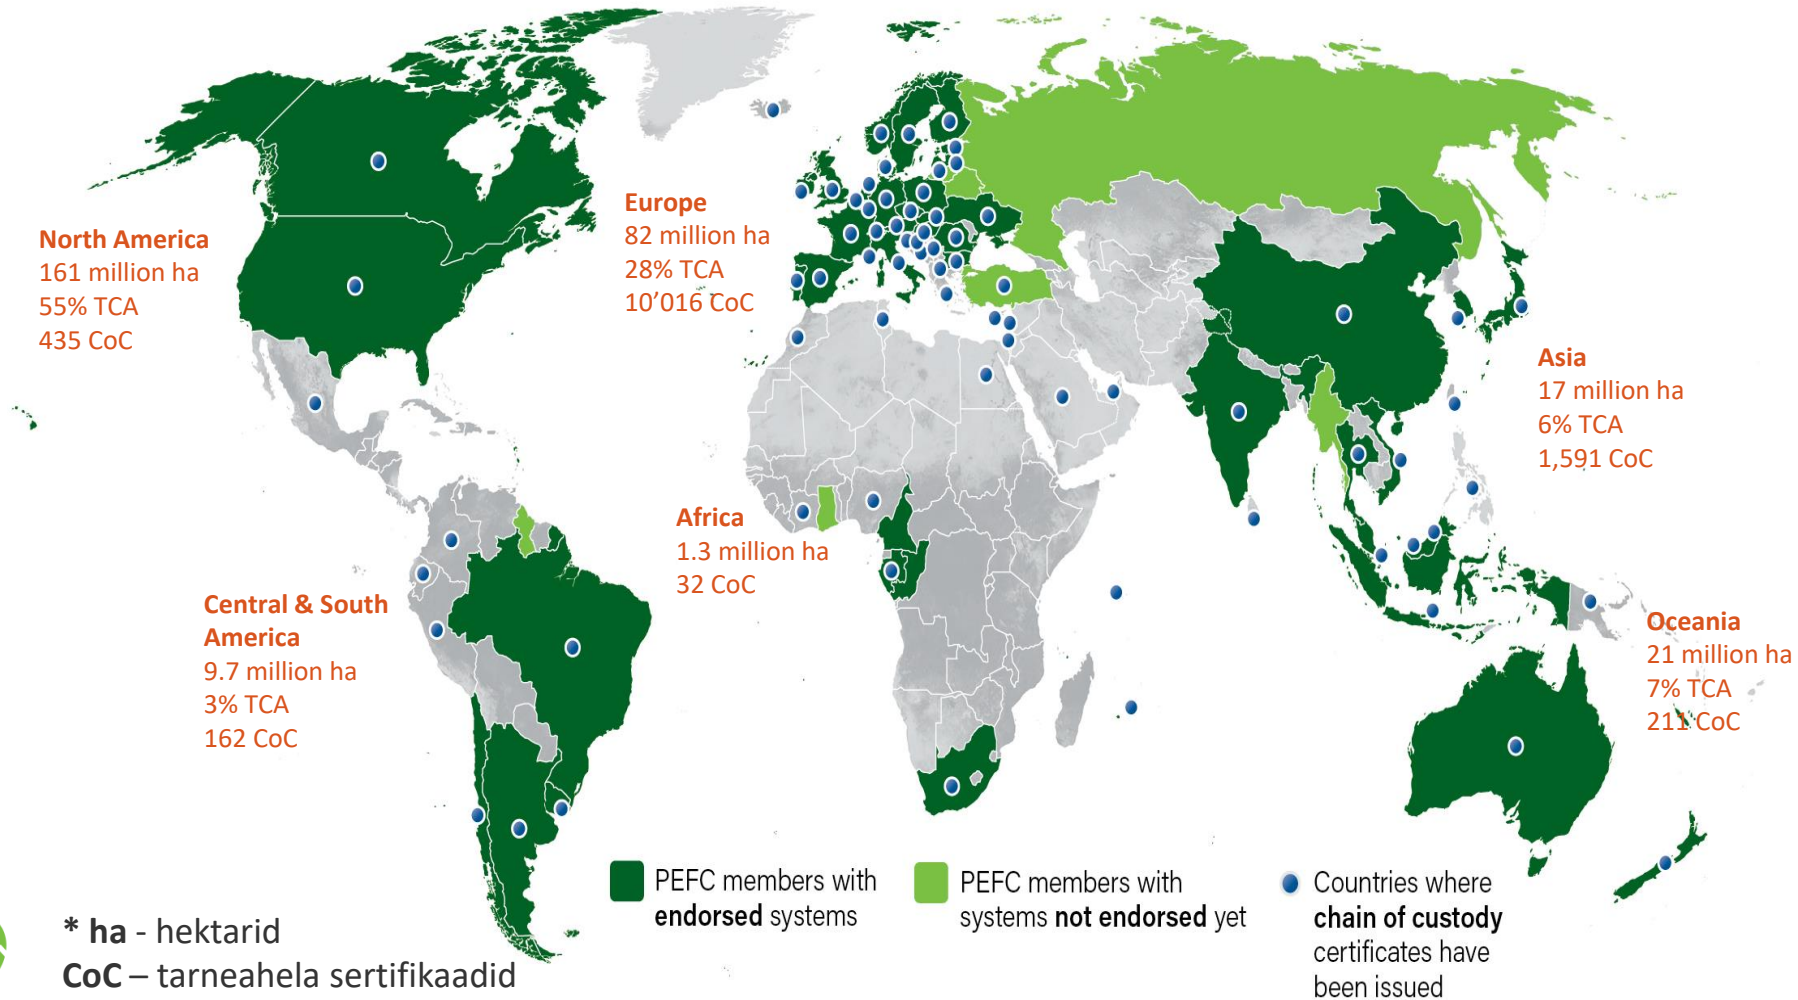 North America
161 million ha
55% TCA
435 CoC
Europe
82 million ha
28% TCA
10’016 CoC
Asia
17 million ha
6% TCA
1,591 CoC
Africa
1.3 million ha
32 CoC
Central & South
America
9.7 million ha
3% TCA
162 CoC
Oceania
21 million ha
7% TCA
211 CoC
PEFC members with
endorsed systems
PEFC members with
systems not endorsed yet
Countries where
chain of custody
certificates have
been issued
* ha - hektarid
CoC – tarneahela sertifikaadid